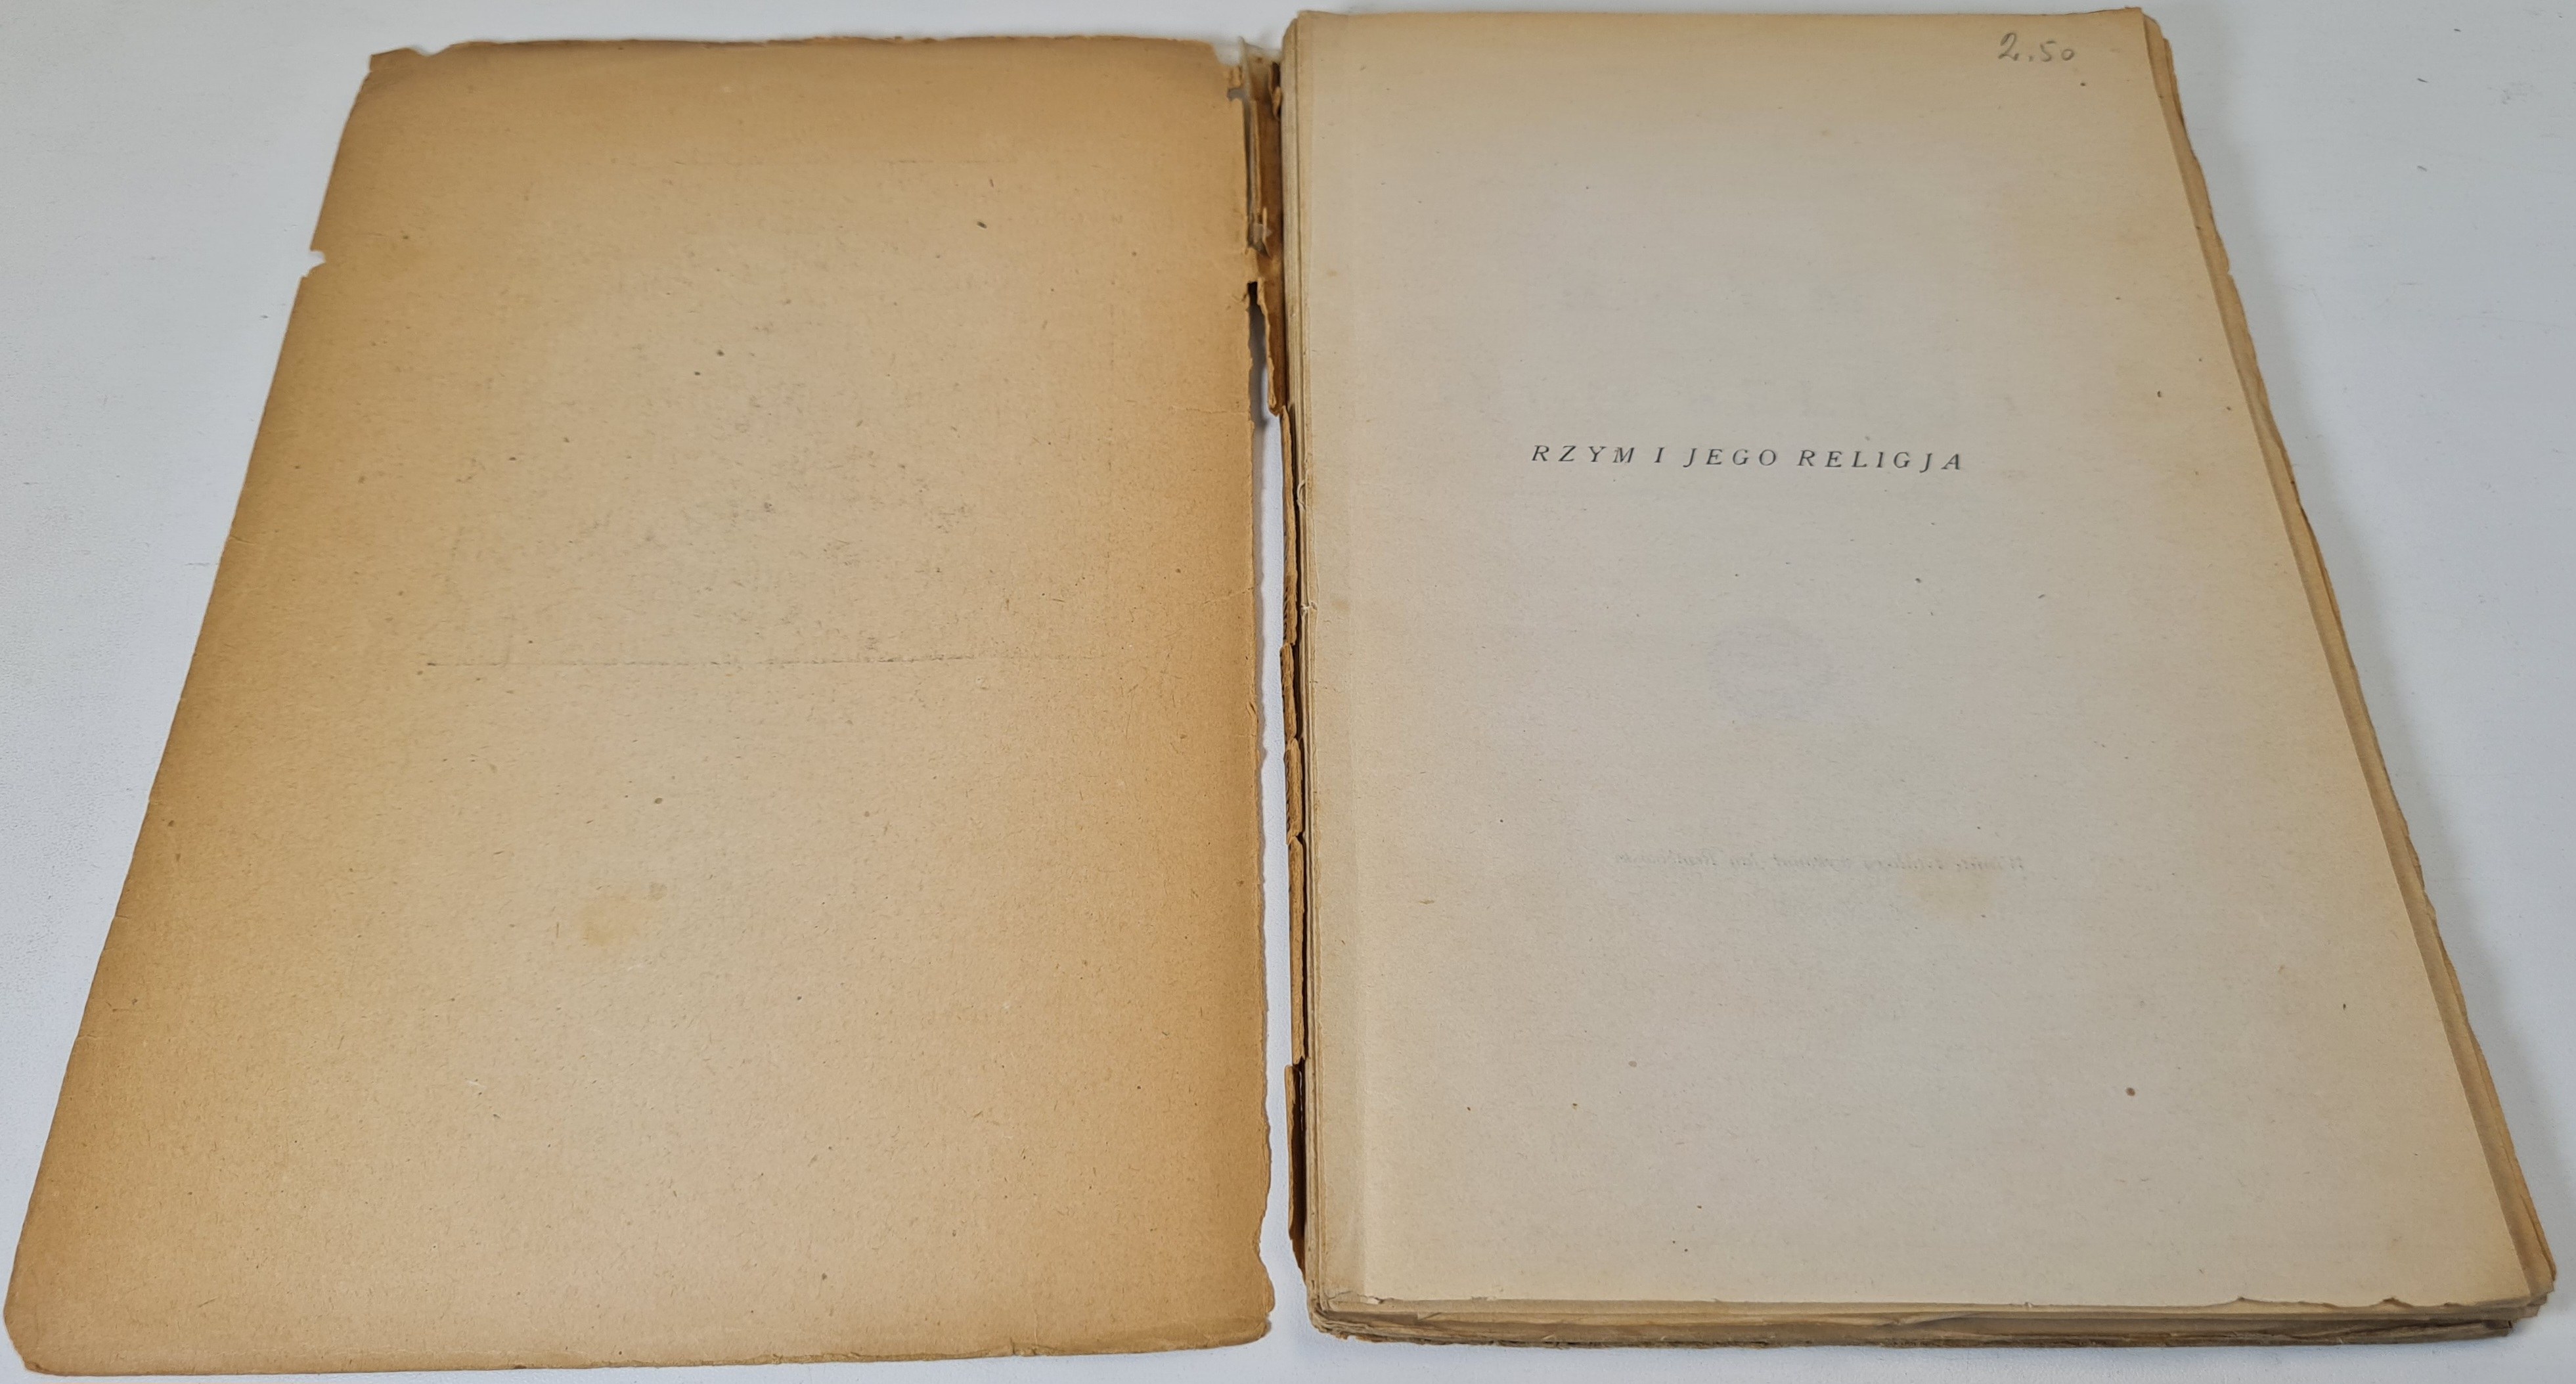 2.50
RZYM I JEGO RELIGJA